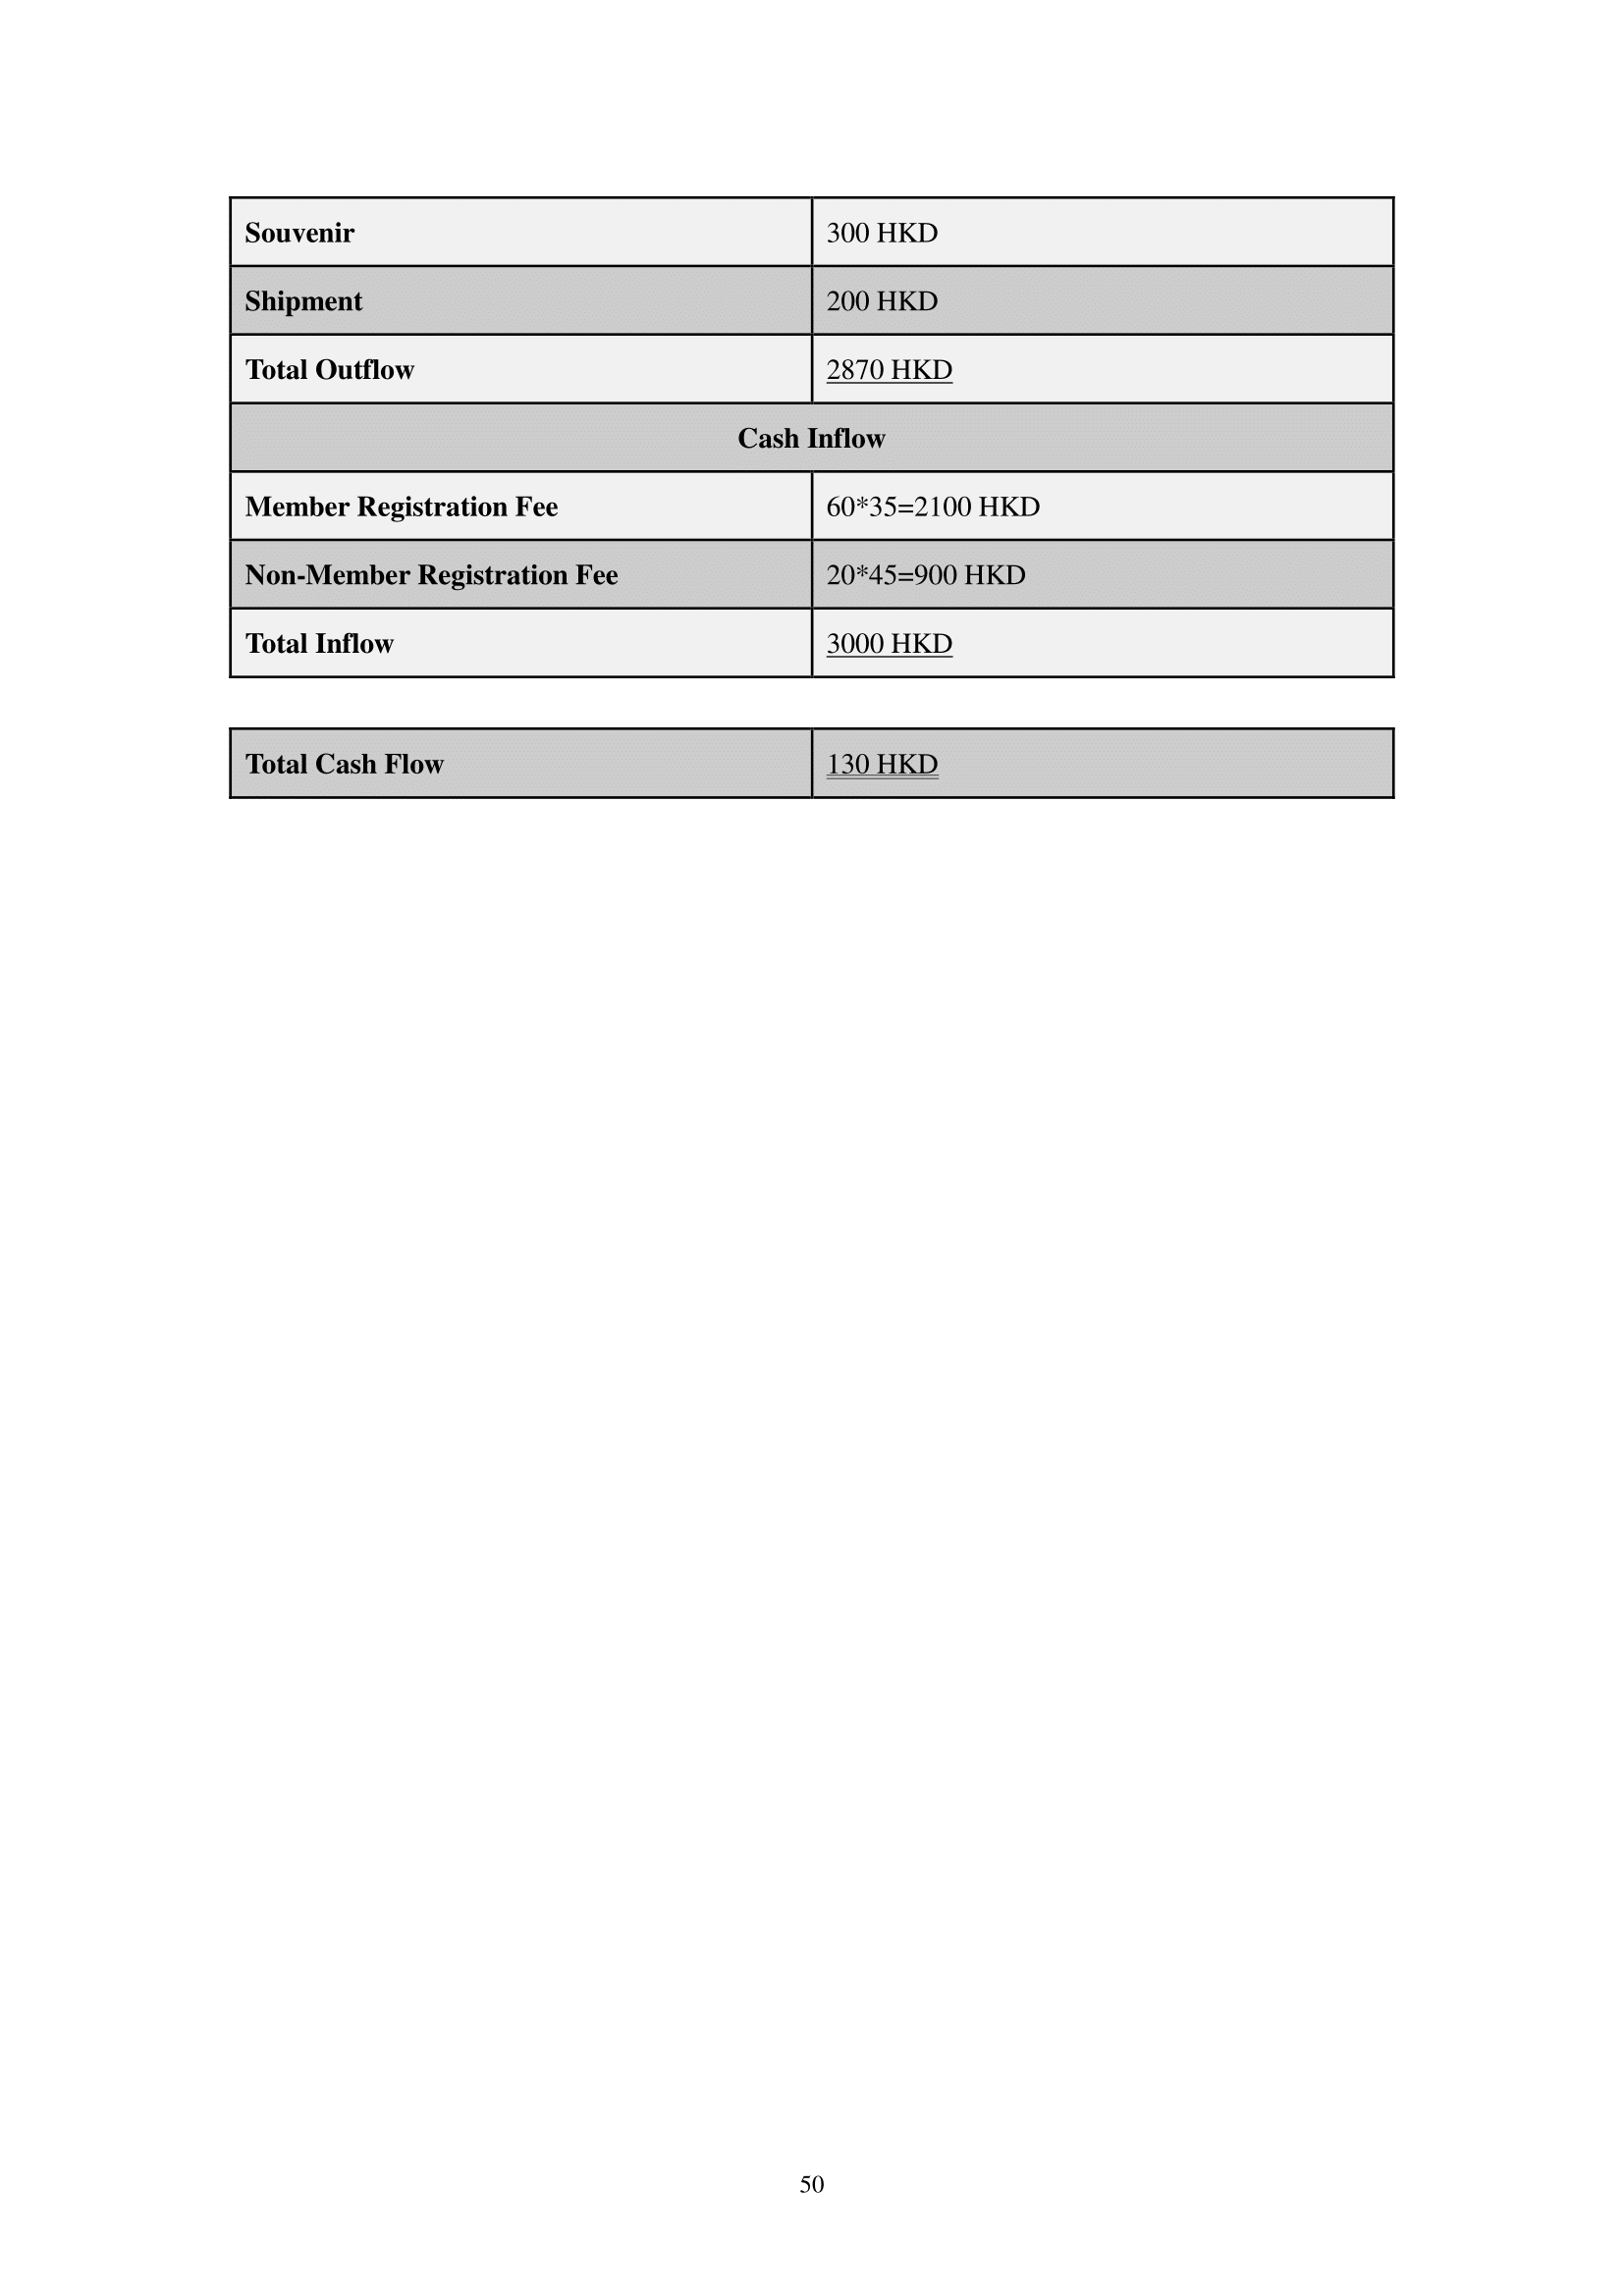 Souvenir 300 HKD
Shipment 200 HKD
Total Outflow 2870 HKD
Cash Inflow
Member Registration Fee 60*35=2100 HKD
Non-Member Registration Fee 20*45=900 HKD
Total Inflow 3000 HKD
Total Cash Flow 130 HKD
50